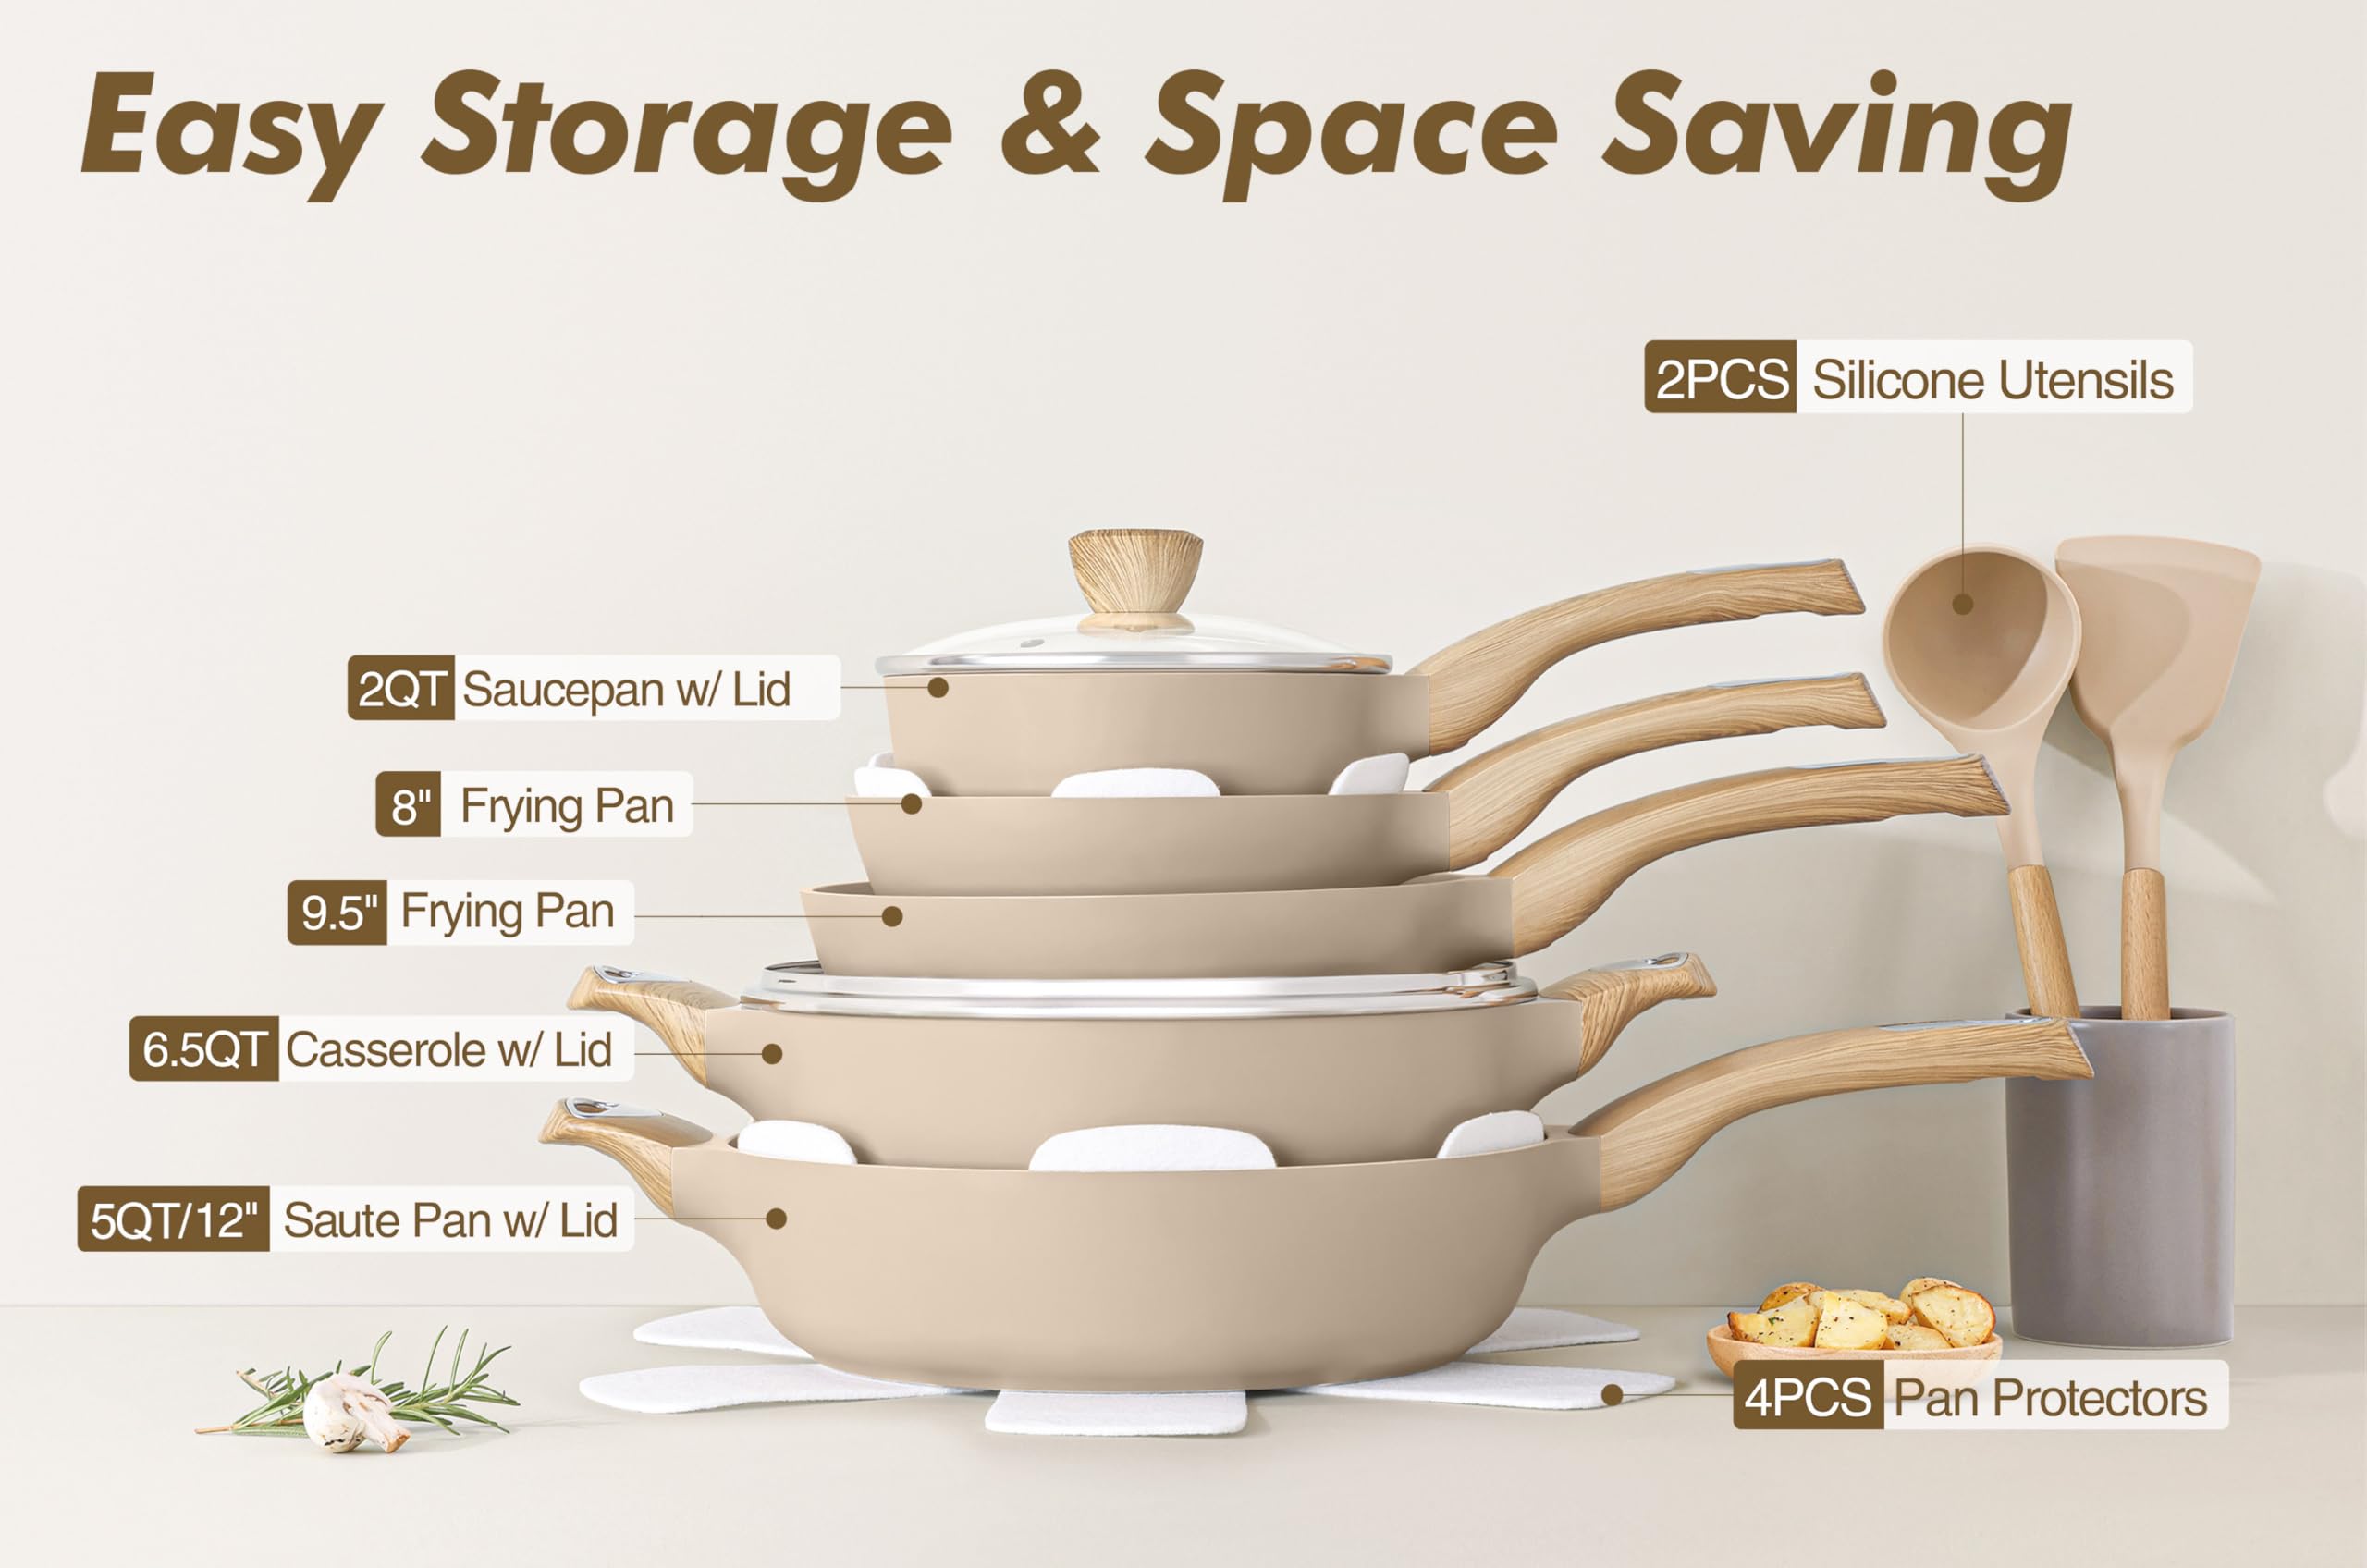 Easy Storage & Space Saving
2PCS Silicone Utensils
2QT Saucepan w/ Lid
8" Frying Pan
9.5" Frying Pan
6.5QT Casserole w/ Lid
5QT/12" Saute Pan w/ Lid
4PCS Pan Protectors